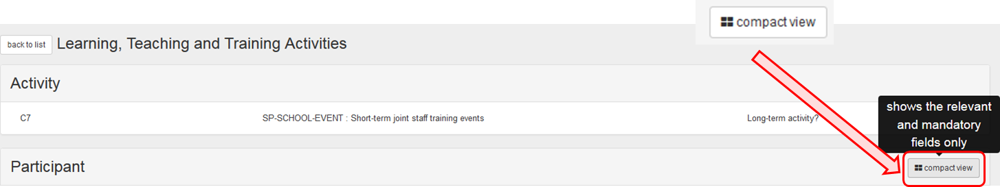 compact view
back to list Learning, Teaching and Training Activities
Activity
C7 SP-SCHOOL-EVENT : Short-term joint staff training events Long-term activity?
shows the relevant
and mandatory
fields only
Participant compact view